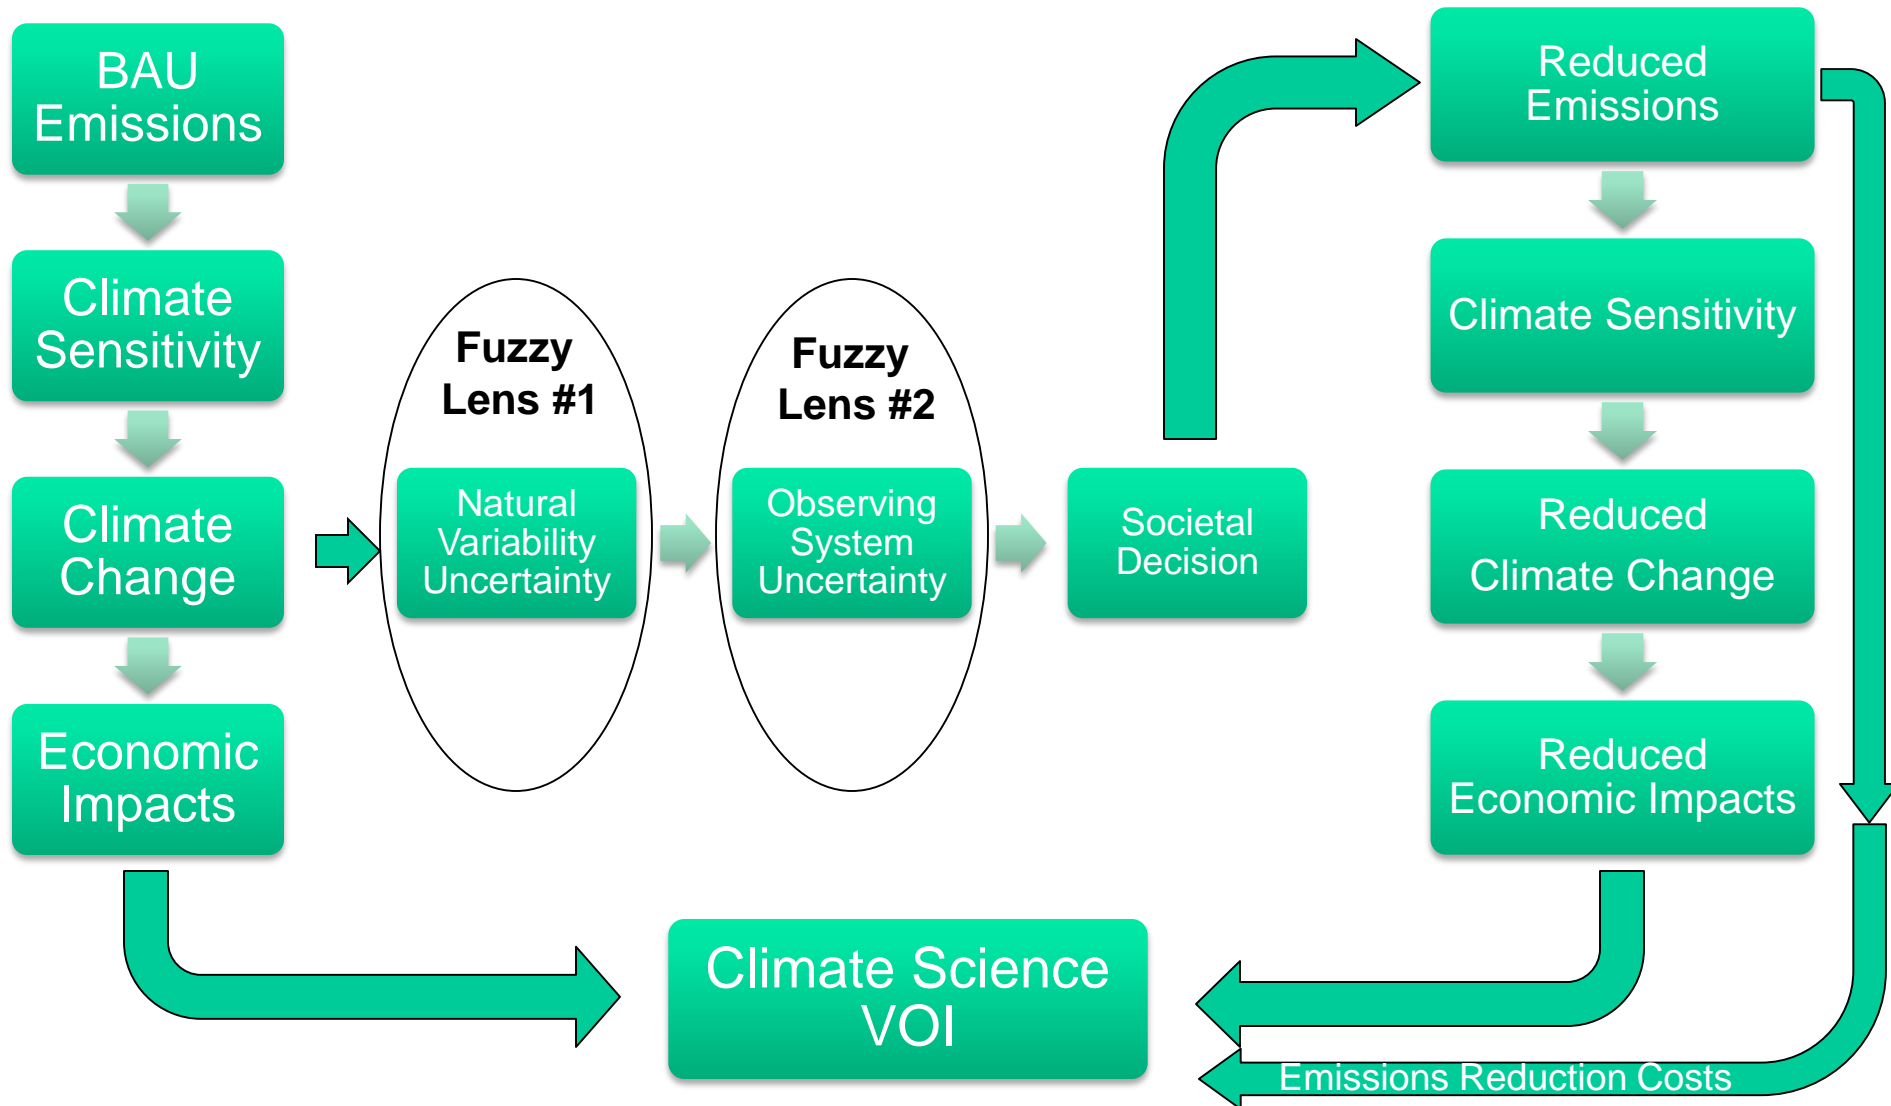 BAU
Emissions
Climate
Sensitivity
Climate
Change
Economic
Impacts
Fuzzy
Lens #1
Natural
Variability
Uncertainty
Fuzzy
Lens #2
Observing
System
Uncertainty
Societal
Decision
Reduced
Emissions
Climate Sensitivity
Reduced
Climate Change
Reduced
Economic Impacts
Climate Science
VOI
Emissions Reduction Costs